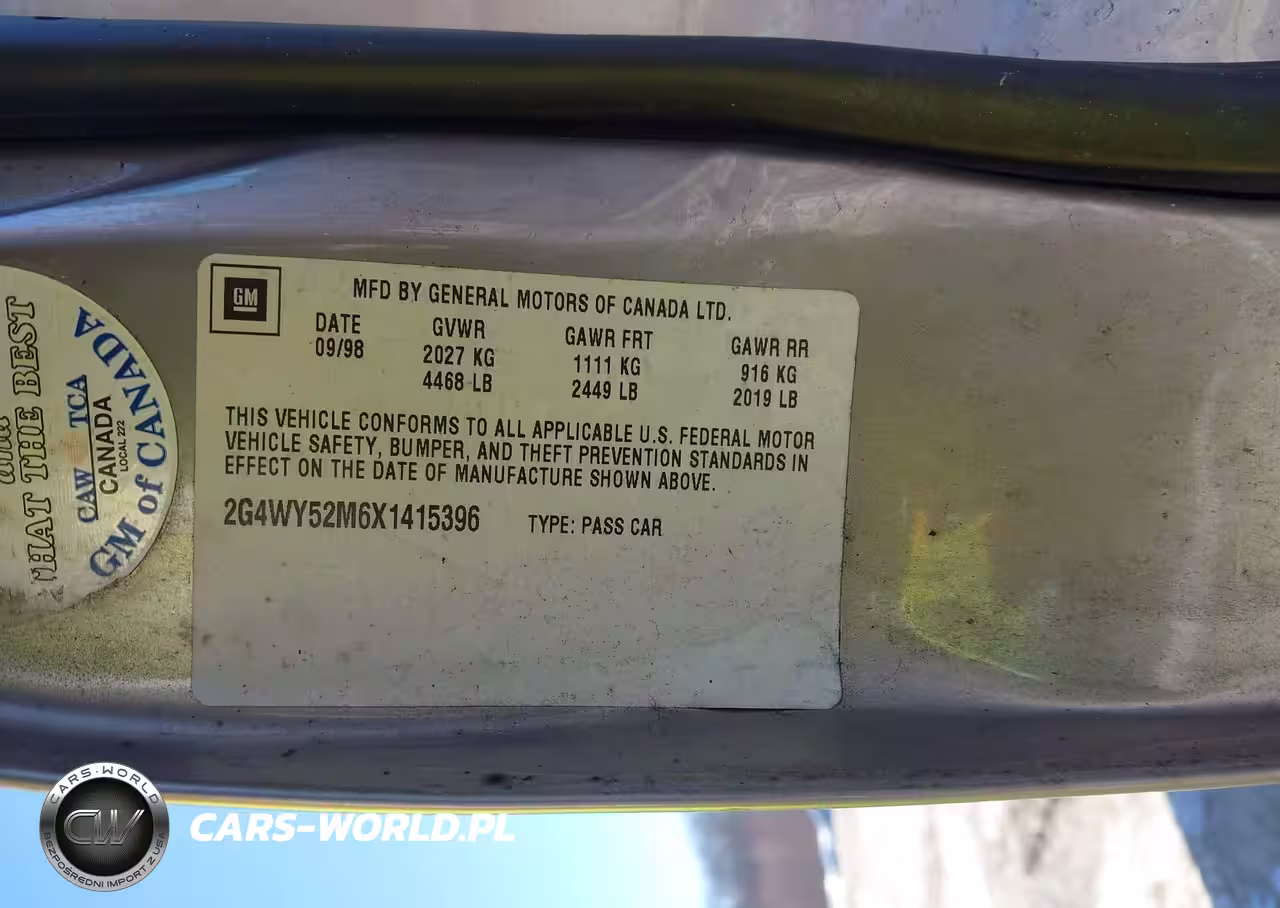 GM
MFD BY GENERAL MOTORS OF CANADA LTD.
DATE GVWR GAWR FRT GAWR RR
09/98 2027 KG 1111 KG 916 KG
4468 LB 2449 LB 2019 LB
THIS VEHICLE CONFORMS TO ALL APPLICABLE U.S. FEDERAL MOTOR
VEHICLE SAFETY, BUMPER, AND THEFT PREVENTION STANDARDS IN
EFFECT ON THE DATE OF MANUFACTURE SHOWN ABOVE.
2G4WY52M6X1415396 TYPE: PASS CAR
THAT THE BEST
CAW TCA
CANADA
LOCAL 222
GM of CANADA
CARS-WORLD
CW
BEZPOŚREDNI IMPORT Z USA
CARS-WORLD.PL